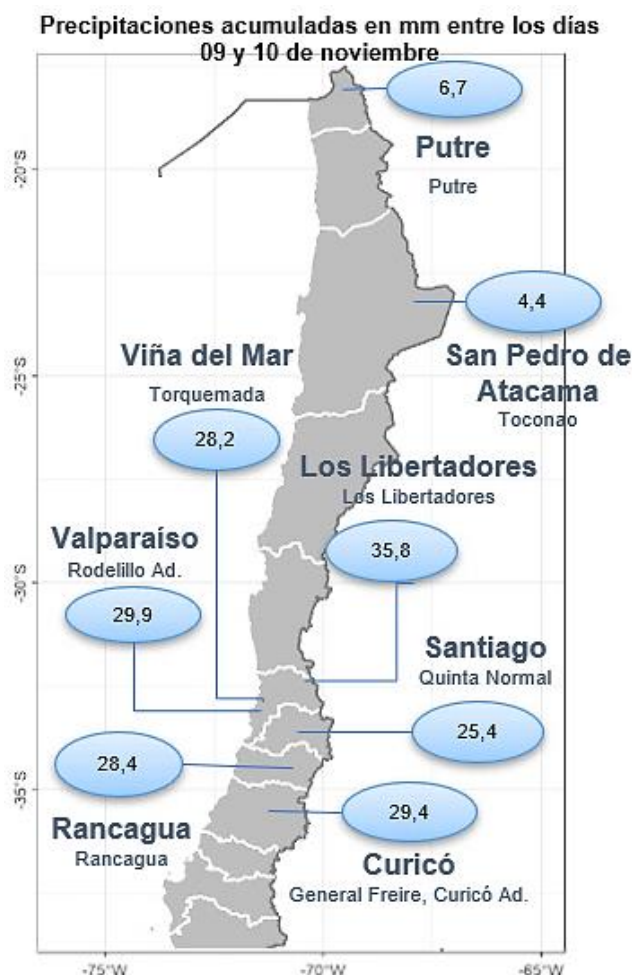 Precipitaciones acumuladas en mm entre los días
09 y 10 de noviembre
6,7
Putre
Putre
-20°S
4,4
San Pedro de
Atacama
Toconao
Viña del Mar
Torquemada
28,2
-25°S
Los Libertadores
Los Libertadores
35,8
Valparaíso
Rodelillo Ad.
29,9
-30°S
Santiago
Quinta Normal
25,4
28,4
Rancagua
Rancagua
-35°S
29,4
Curicó
General Freire, Curicó Ad.
-75°W
-70°W
-65°W